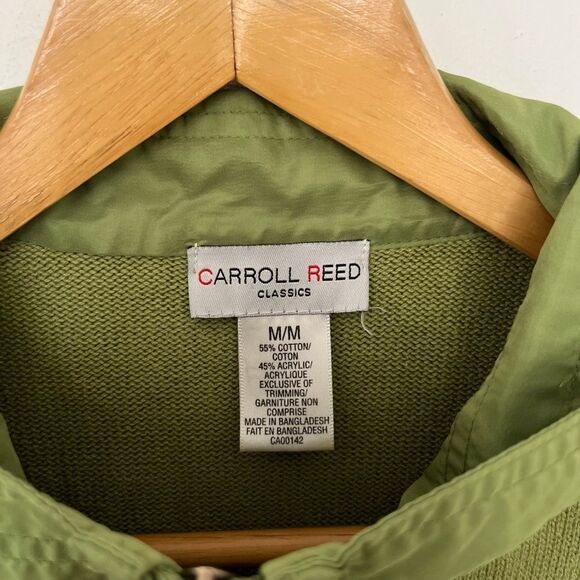 CARROLL REED
CLASSICS
M/M
55% COTTON/
COTON
45% ACRYLIC/
ACRYLIQUE
EXCLUSIVE OF
TRIMMING/
GARNITURE NON
COMPRISE
MADE IN BANGLADESH
FAIT EN BANGLADESH
CA00142